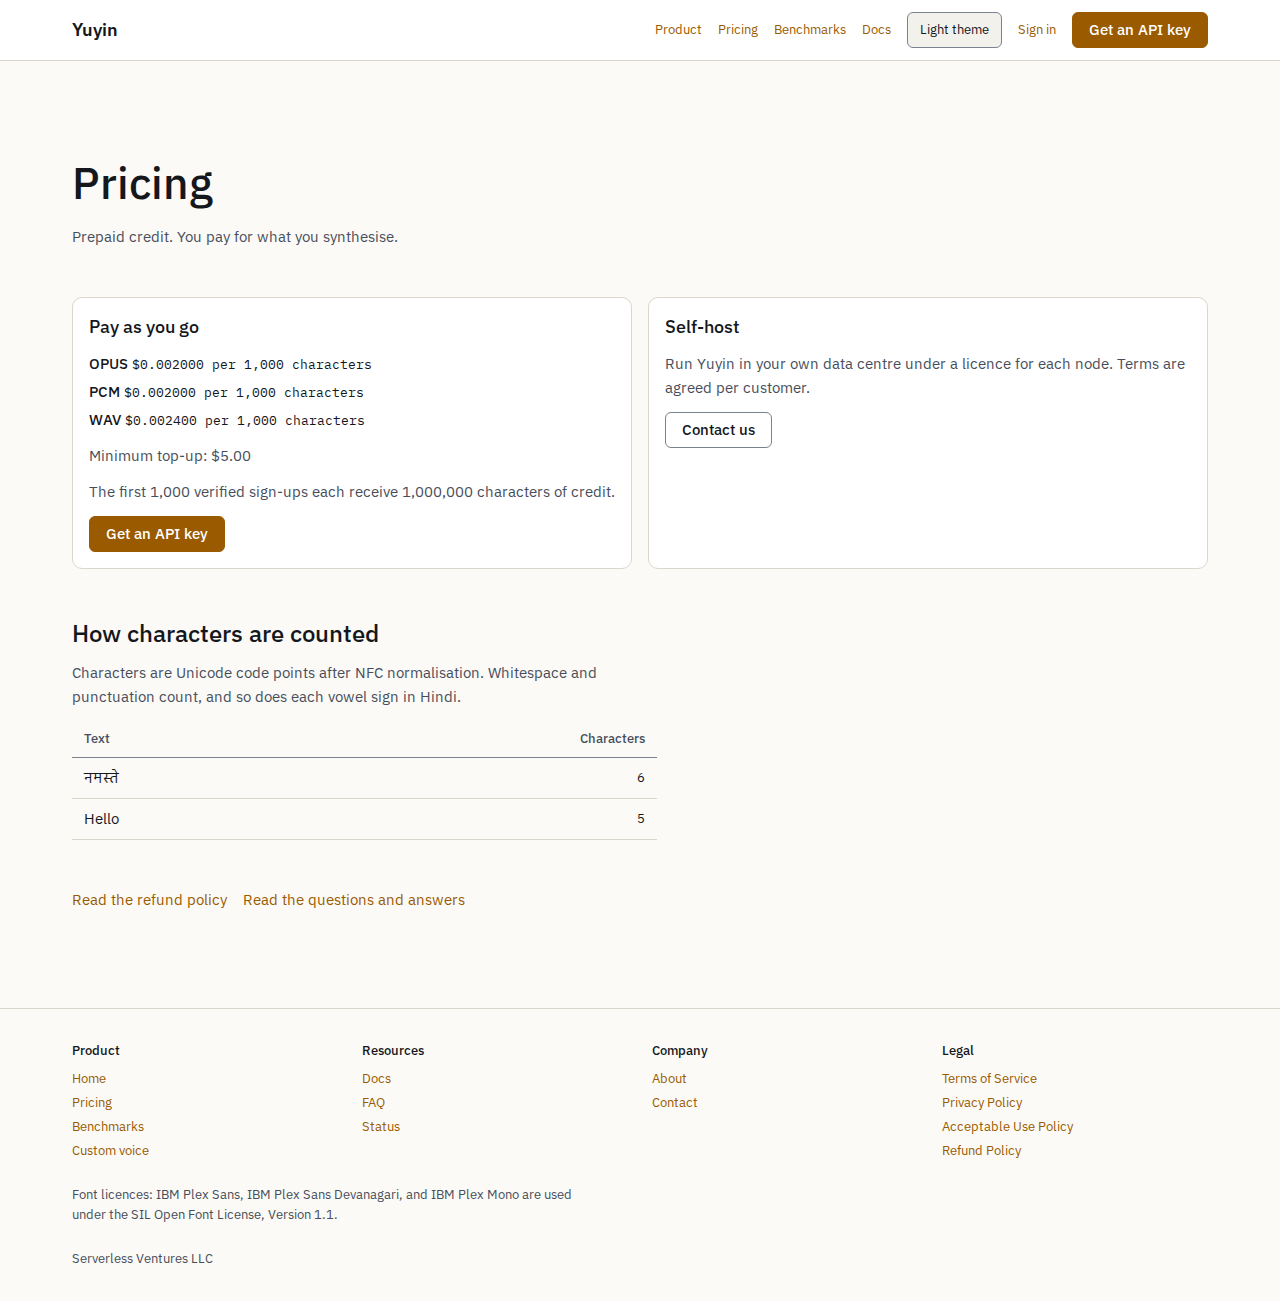 Yuyin
Product Pricing Benchmarks Docs Light theme Sign in Get an API key
Pricing
Prepaid credit. You pay for what you synthesise.
Pay as you go
OPUS $0.002000 per 1,000 characters
PCM $0.002000 per 1,000 characters
WAV $0.002400 per 1,000 characters
Minimum top-up: $5.00
The first 1,000 verified sign-ups each receive 1,000,000 characters of credit.
Get an API key
Self-host
Run Yuyin in your own data centre under a licence for each node. Terms are
agreed per customer.
Contact us
How characters are counted
Characters are Unicode code points after NFC normalisation. Whitespace and
punctuation count, and so does each vowel sign in Hindi.
Text Characters
नमस्ते 6
Hello 5
Read the refund policy Read the questions and answers
Product
Home
Pricing
Benchmarks
Custom voice
Resources
Docs
FAQ
Status
Company
About
Contact
Legal
Terms of Service
Privacy Policy
Acceptable Use Policy
Refund Policy
Font licences: IBM Plex Sans, IBM Plex Sans Devanagari, and IBM Plex Mono are used
under the SIL Open Font License, Version 1.1.
Serverless Ventures LLC